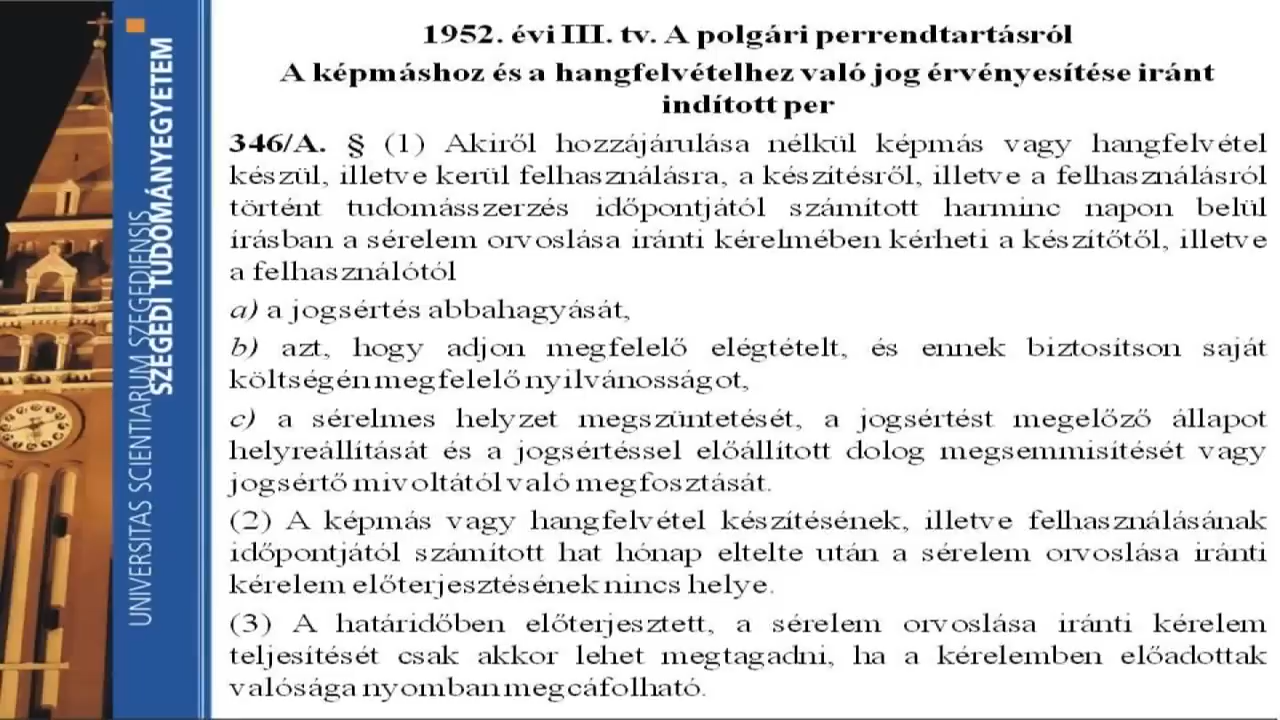 1952. évi III. tv. A polgári perrendtartásról
A képmáshoz és a hangfelvételhez való jog érvényesítése iránt
indított per
346/A. § (1) Akiről hozzájárulása nélkül képmás vagy hangfelvétel
készül, illetve kerül felhasználásra, a készítésről, illetve a felhasználásról
történt tudomásszerzés időpontjától számított harminc napon belül
írásban a sérelem orvoslása iránti kérelmében kérheti a készítőtől, illetve
a felhasználótól
a) a jogsértés abbahagyását,
b) azt, hogy adjon megfelelő elégtételt, és ennek biztosítson saját
költségén megfelelő nyilvánosságot,
c) a sérelmes helyzet megszüntetését, a jogsértést megelőző állapot
helyreállítását és a jogsértéssel előállított dolog megsemmisítését vagy
jogsértő mivoltától való megfosztását.
(2) A képmás vagy hangfelvétel készítésének, illetve felhasználásának
időpontjától számított hat hónap eltelte után a sérelem orvoslása iránti
kérelem előterjesztésének nincs helye.
(3) A határidőben előterjesztett, a sérelem orvoslása iránti kérelem
teljesítését csak akkor lehet megtagadni, ha a kérelemben előadottak
valósága nyomban megcáfolható.
UNIVERSITAS SCIENTIARUM SZEGEDIENSIS
SZEGEDI TUDOMÁNYEGYETEM